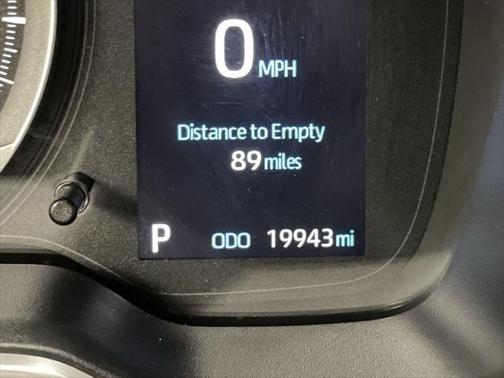 0 MPH
Distance to Empty
89 miles
P ODO 19943 mi